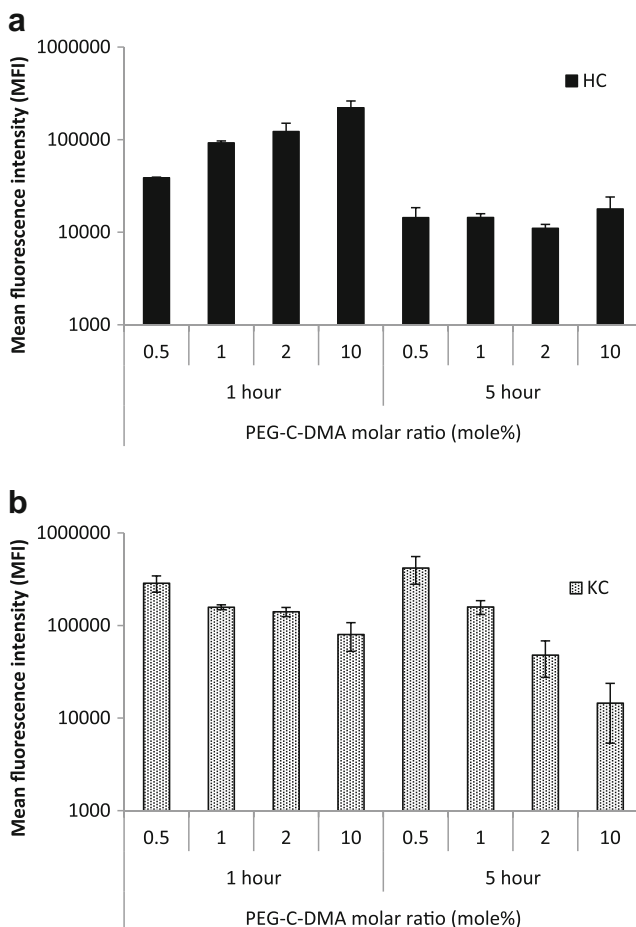 a
Mean fluorescence intensity (MFI)
1000000
100000
10000
1000
HC
0.5 1 2 10 0.5 1 2 10
1 hour 5 hour
PEG-C-DMA molar ratio (mole%)
b
Mean fluorescence intensity (MFI)
1000000
100000
10000
1000
KC
0.5 1 2 10 0.5 1 2 10
1 hour 5 hour
PEG-C-DMA molar ratio (mole%)